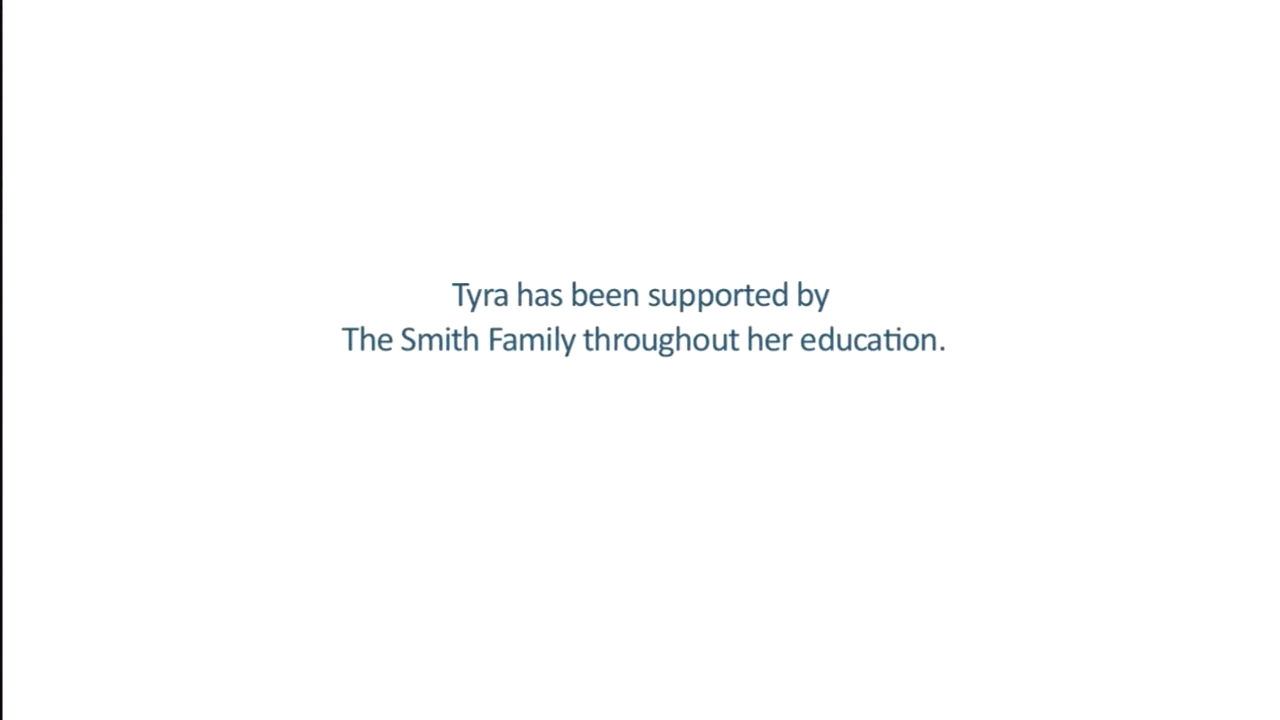 Tyra has been supported by
The Smith Family throughout her education.